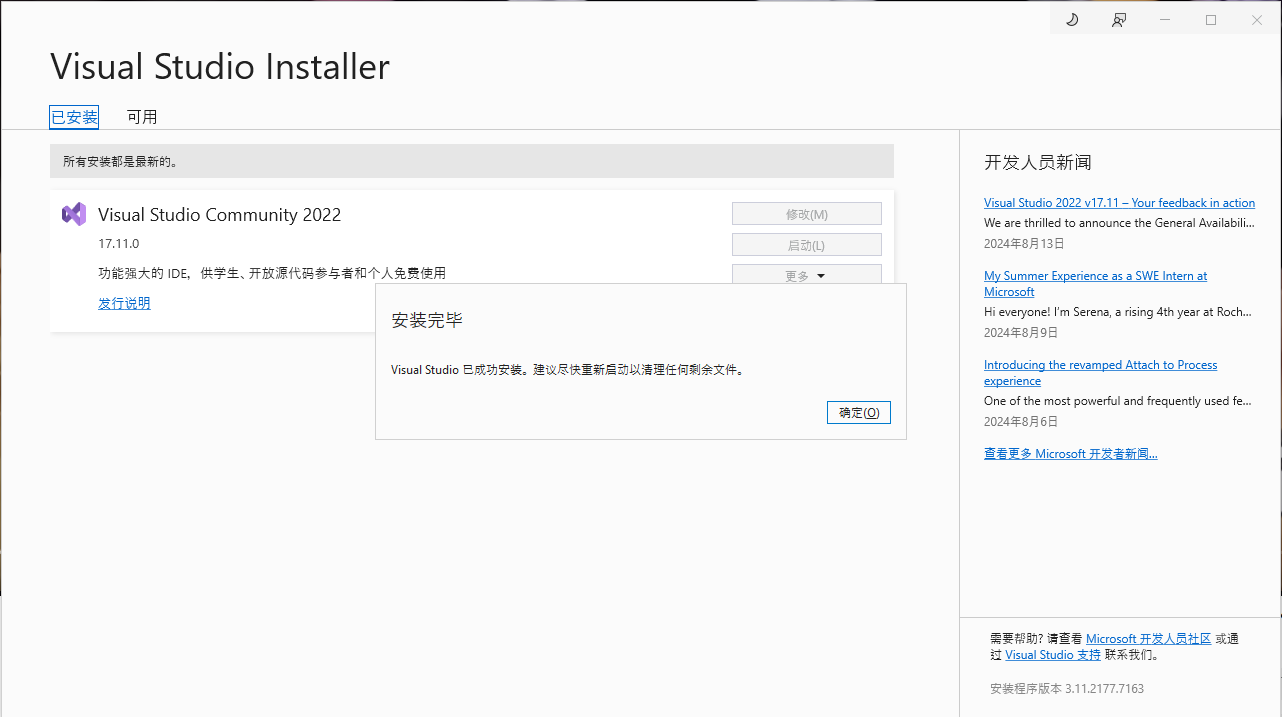 Visual Studio Installer
已安装
可用
所有安装都是最新的。
Visual Studio Community 2022
17.11.0
功能强大的 IDE，供学生、开放源代码参与者和个人免费使用
发行说明
修改(M)
启动(L)
更多
安装完毕
Visual Studio 已成功安装。建议尽快重新启动以清理任何剩余文件。
确定(O)
开发人员新闻
Visual Studio 2022 v17.11 – Your feedback in action
We are thrilled to announce the General Availabili...
2024年8月13日
My Summer Experience as a SWE Intern at
Microsoft
Hi everyone! I'm Serena, a rising 4th year at Roch...
2024年8月9日
Introducing the revamped Attach to Process
experience
One of the most powerful and frequently used fe...
2024年8月6日
查看更多 Microsoft 开发者新闻...
需要帮助? 请查看 Microsoft 开发人员社区 或通
过 Visual Studio 支持 联系我们。
安装程序版本 3.11.2177.7163